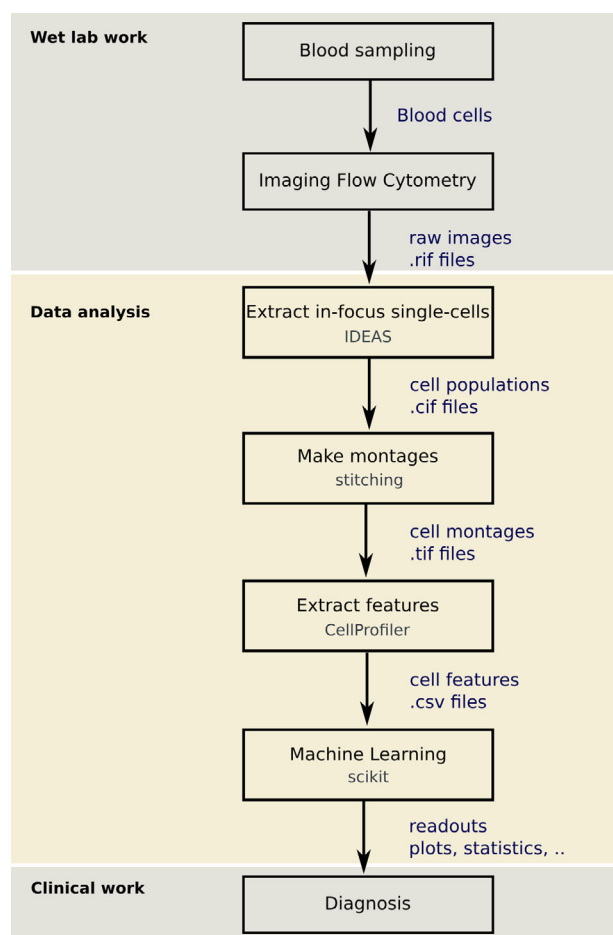 Wet lab work
Blood sampling
Blood cells
Imaging Flow Cytometry
raw images
.rif files
Data analysis
Extract in-focus single-cells
IDEAS
cell populations
.cif files
Make montages
stitching
cell montages
.tif files
Extract features
CellProfiler
cell features
.csv files
Machine Learning
scikit
readouts
plots, statistics, ..
Clinical work
Diagnosis